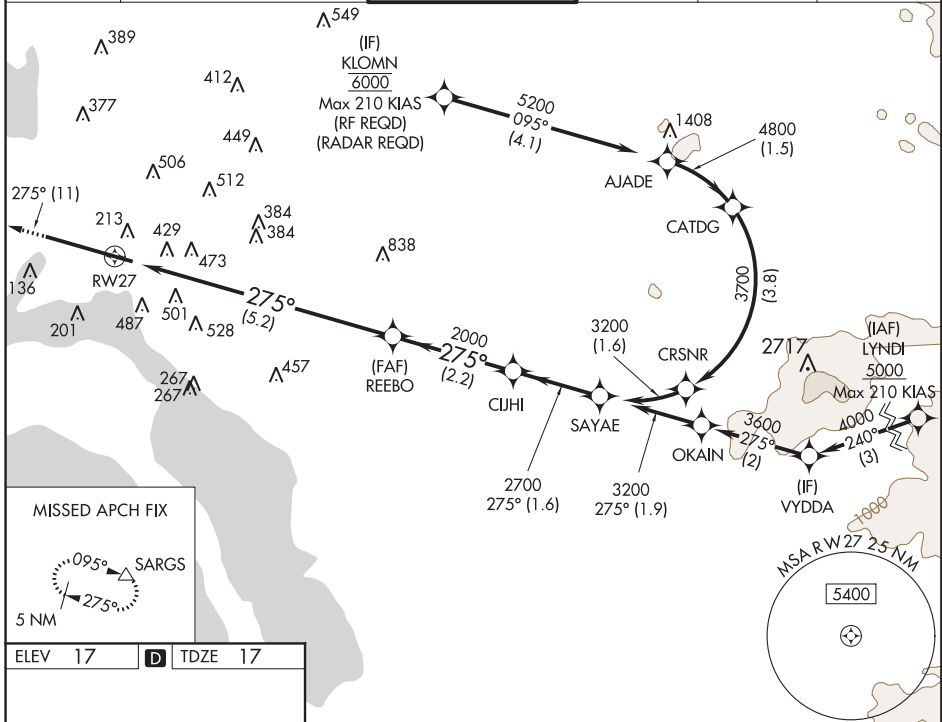 549
389
(IF)
KLOMN
6000
Max 210 KIAS
(RF REQD)
(RADAR REQD)
412
377
5200
095°
(4.1)
1408
4800
(1.5)
449
AJADE
506
512
275° (11)
CATDG
213
384
384
429
473
838
RW27
136
275°
(5.2)
3700
(3.8)
201
487
501
528
2000
275°
(2.2)
3200
(1.6)
(IAF)
LYNDI
5000
Max 210 KIAS
2717
(FAF)
REEBO
457
CRSNR
267
267
CIJHI
SAYAE
3600
275°
(2)
4000
240°
(3)
OKAIN
2700
275° (1.6)
3200
275° (1.9)
(IF)
VYDDA
1000
MISSED APCH FIX
095°
SARGS
275°
5 NM
MSA RW27 25 NM
5400
ELEV 17 D TDZE 17